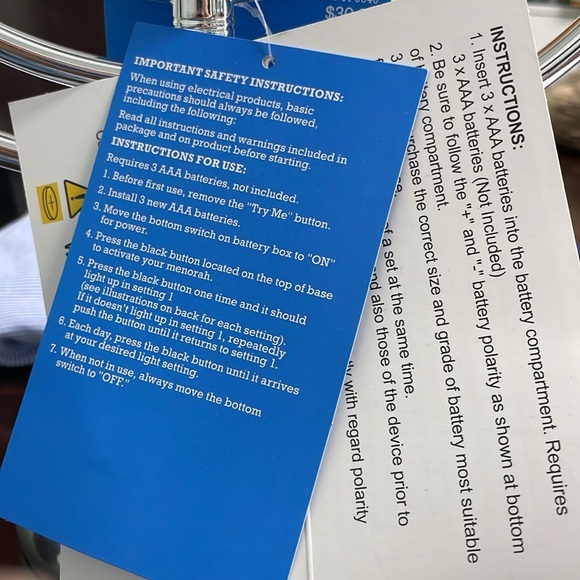 IMPORTANT SAFETY INSTRUCTIONS:
When using electrical products, basic
precautions should always be followed,
including the following:
Read all instructions and warnings included in
package and on product before starting.
INSTRUCTIONS FOR USE:
Requires 3 AAA batteries, not included.
1. Before first use, remove the "Try Me" button.
2. Install 3 new AAA batteries.
3. Move the bottom switch on battery box to "ON"
for power.
4. Press the black button located on the top of base
to activate your menorah.
5. Press the black button one time and it should
light up in setting 1
(see illustrations on back for each setting).
If it doesn't light up in setting 1, repeatedly
push the button until it returns to setting 1.
6. Each day, press the black button until it arrives
at your desired light setting.
7. When not in use, always move the bottom
switch to "OFF."
INSTRUCTIONS:
1. Insert 3 x AAA batteries into the battery compartment. Requires
3 x AAA batteries (Not Included)
2. Be sure to follow the "+" and "-" battery polarity as shown at bottom
of battery compartment.
3. purchase the correct size and grade of battery most suitable
of a set at the same time.
and also those of the device prior to
with regard polarity